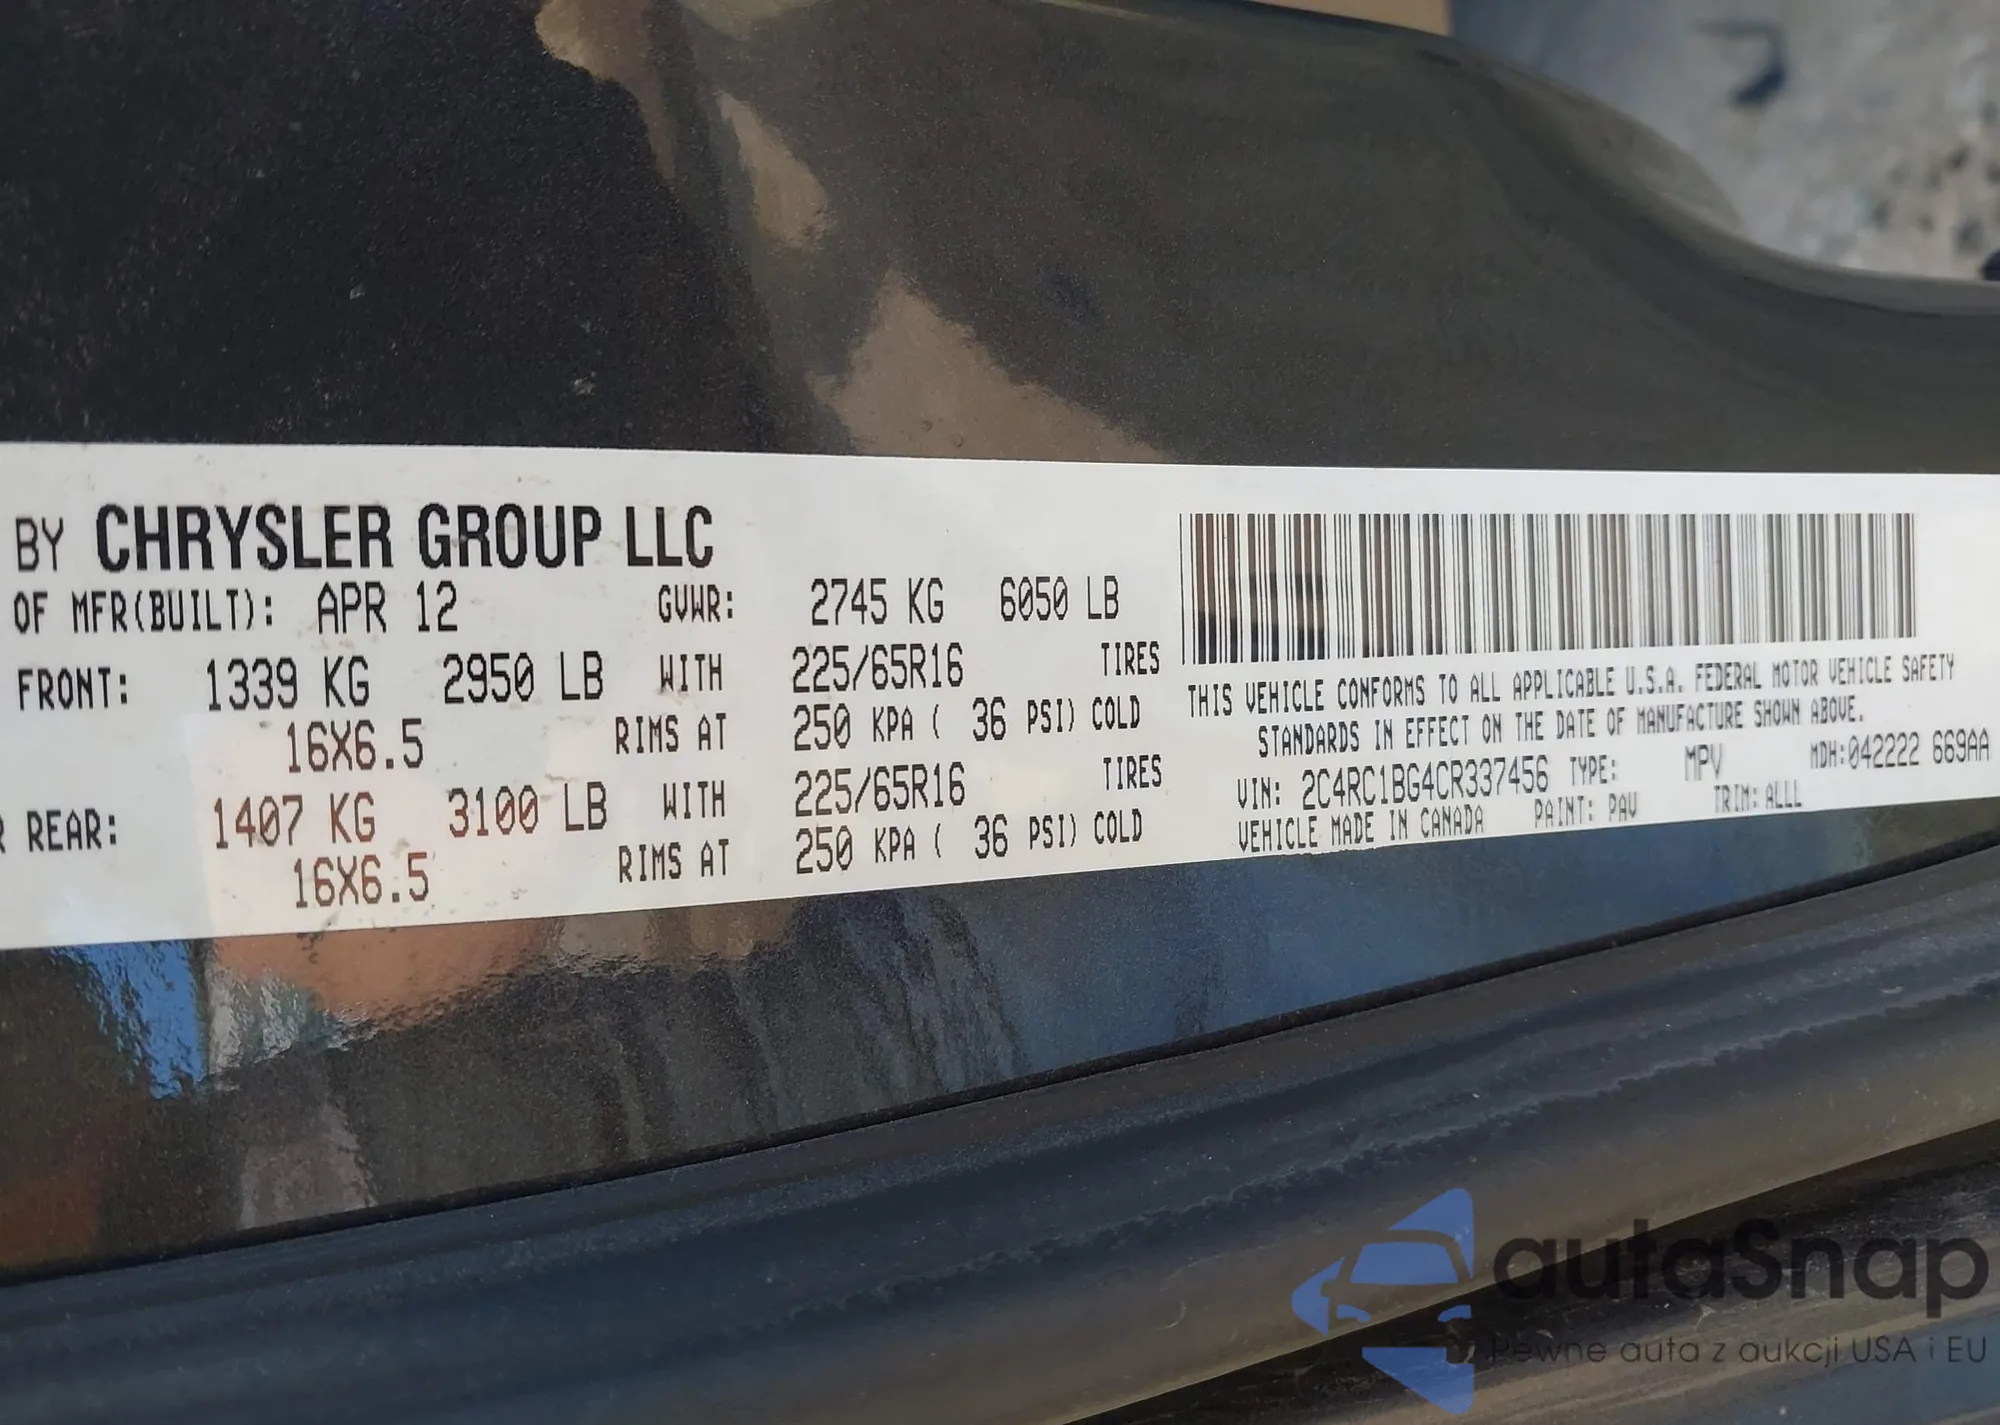 BY CHRYSLER GROUP LLC
OF MFR(BUILT): APR 12 GVWR: 2745 KG 6050 LB
FRONT: 1339 KG 2950 LB WITH 225/65R16 TIRES
16X6.5 RIMS AT 250 KPA ( 36 PSI) COLD
R REAR: 1407 KG 3100 LB WITH 225/65R16 TIRES
16X6.5 RIMS AT 250 KPA ( 36 PSI) COLD
THIS VEHICLE CONFORMS TO ALL APPLICABLE U.S.A. FEDERAL MOTOR VEHICLE SAFETY
STANDARDS IN EFFECT ON THE DATE OF MANUFACTURE SHOWN ABOVE.
VIN: 2C4RC1BG4CR337456 TYPE: MPV MDH:042222 669AA
VEHICLE MADE IN CANADA PAINT: PAV TRIM: ALLL
autaSnap
Pewne auta z aukcji USA i EU